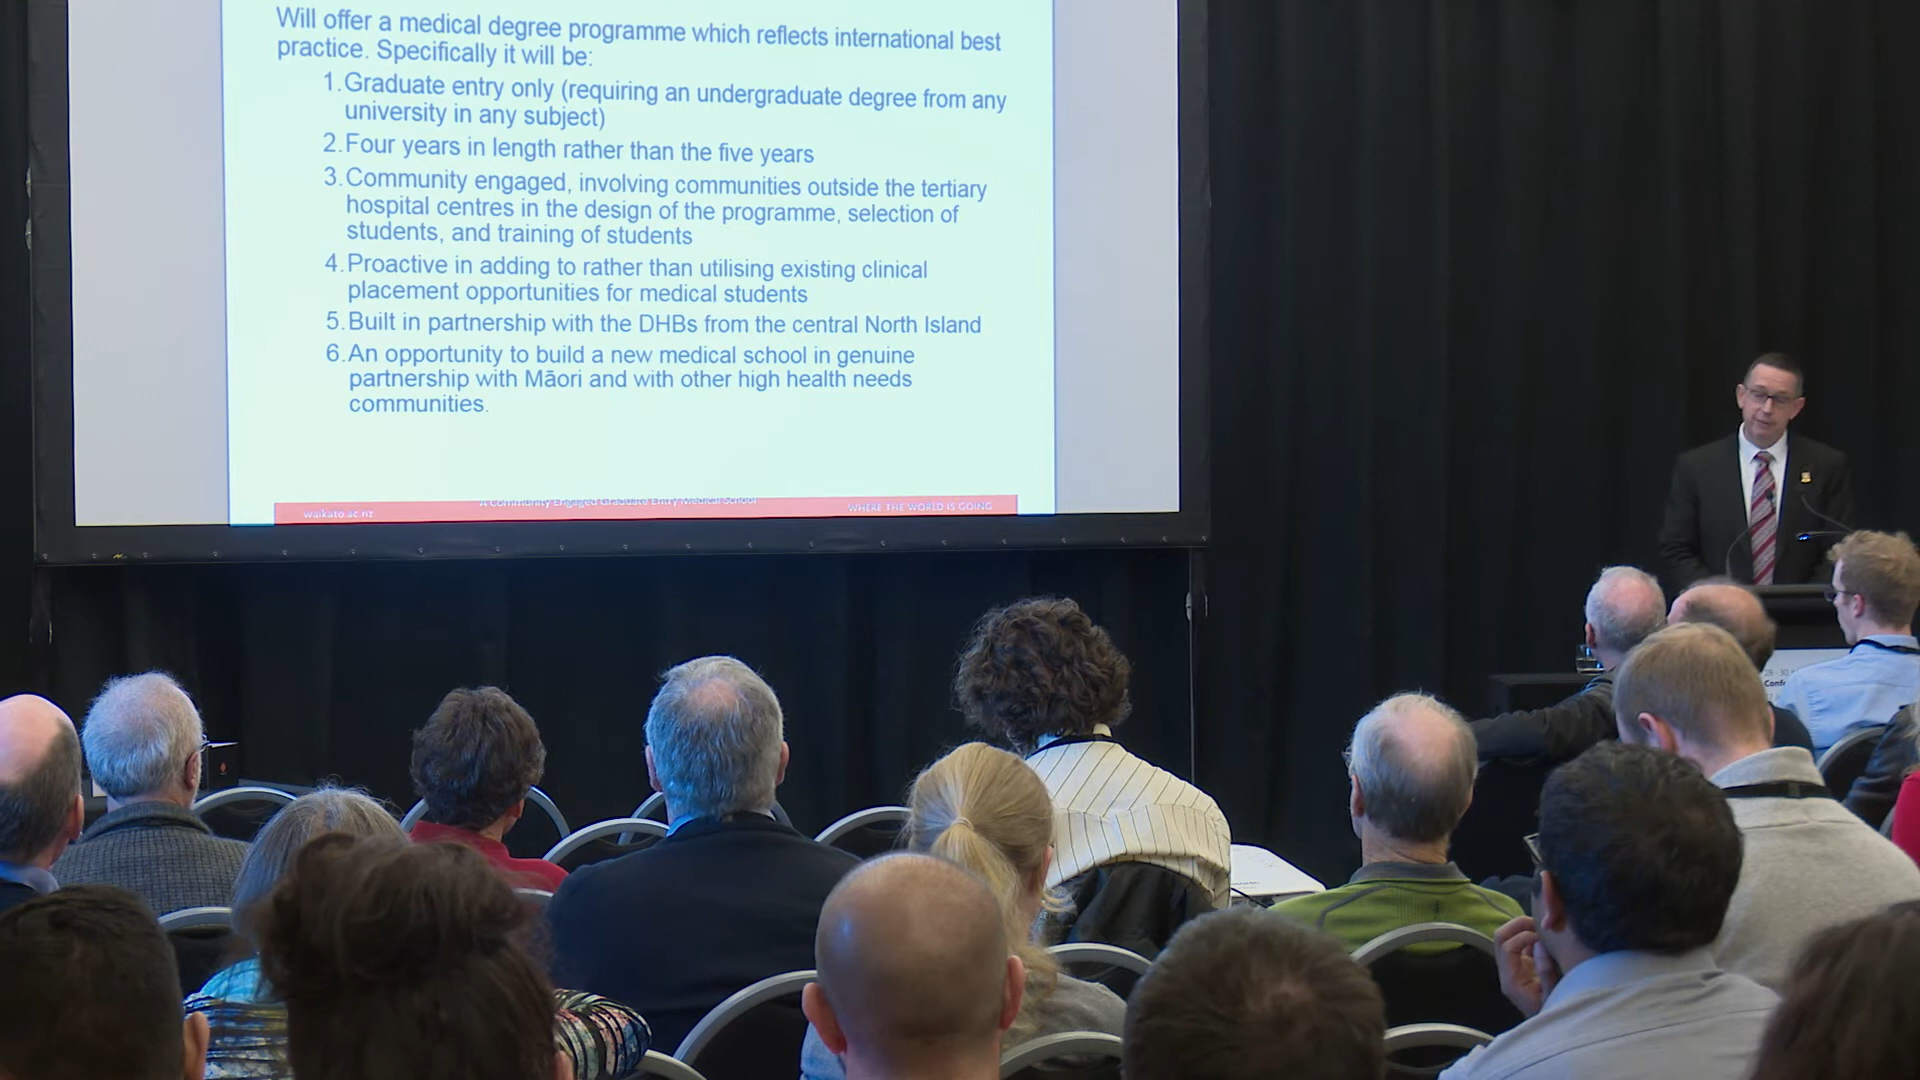 Will offer a medical degree programme which reflects international best
practice. Specifically it will be:
1. Graduate entry only (requiring an undergraduate degree from any
university in any subject)
2. Four years in length rather than the five years
3. Community engaged, involving communities outside the tertiary
hospital centres in the design of the programme, selection of
students, and training of students
4. Proactive in adding to rather than utilising existing clinical
placement opportunities for medical students
5. Built in partnership with the DHBs from the central North Island
6. An opportunity to build a new medical school in genuine
partnership with Māori and with other high health needs
communities.
waikato.ac.nz
A Community Engaged Graduate Entry Medical School
WHERE THE WORLD IS GOING